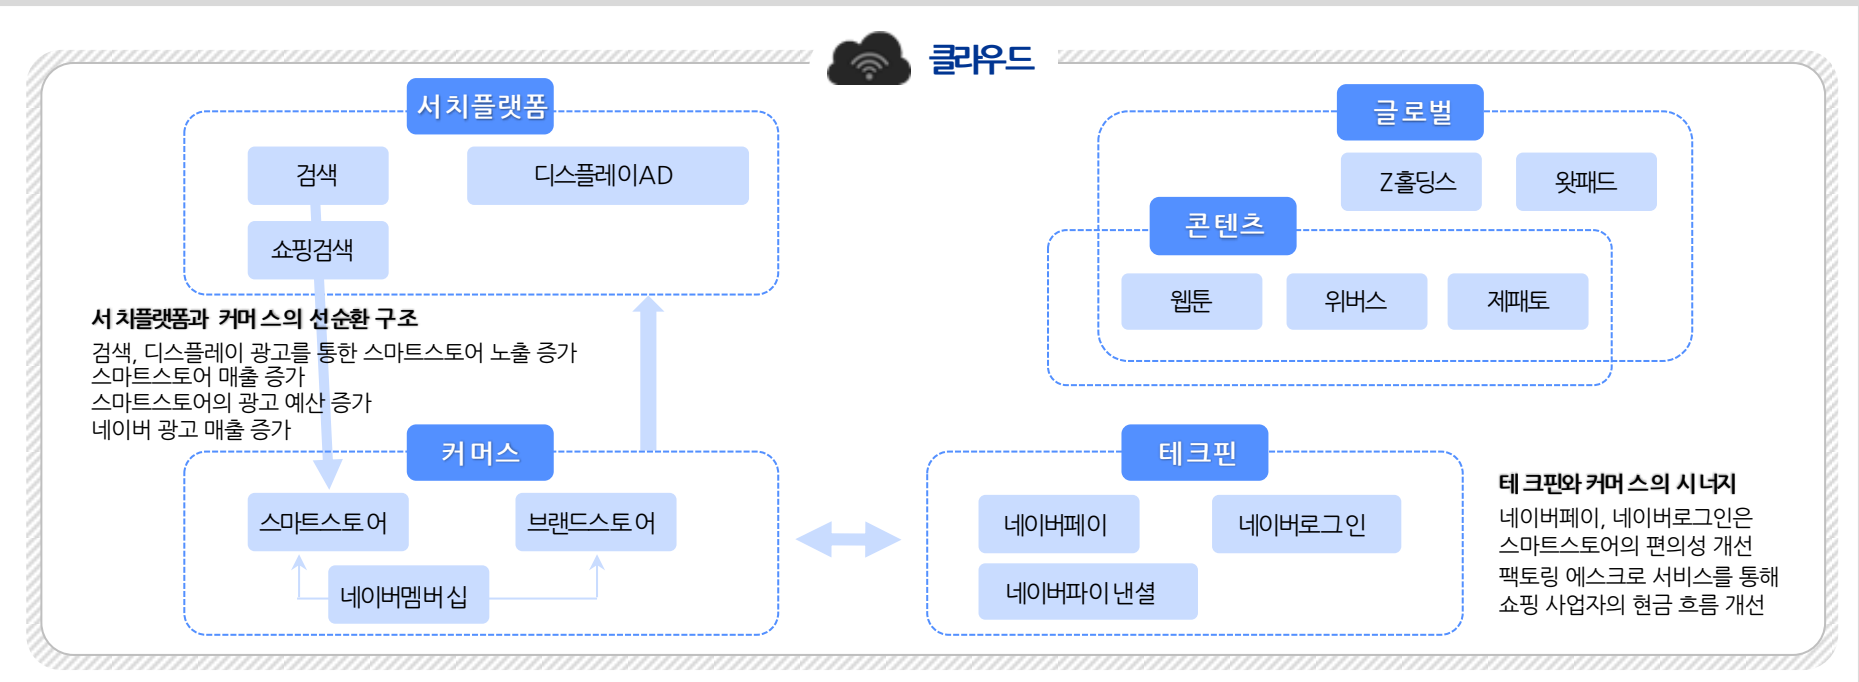 클라우드
서치플랫폼
검색
디스플레이AD
쇼핑검색
서치플랫폼과 커머스의 선순환 구조
검색, 디스플레이 광고를 통한 스마트스토어 노출 증가
스마트스토어 매출 증가
스마트스토어의 광고 예산 증가
네이버 광고 매출 증가
글로벌
Z홀딩스
왓패드
콘텐츠
웹툰
위버스
제패토
커머스
스마트스토어
브랜드스토어
네이버멤버십
테크핀
네이버페이
네이버로그인
네이버파이낸셜
테크핀와 커머스의 시너지
네이버페이, 네이버로그인은
스마트스토어의 편의성 개선
팩토링 에스크로 서비스를 통해
쇼핑 사업자의 현금 흐름 개선